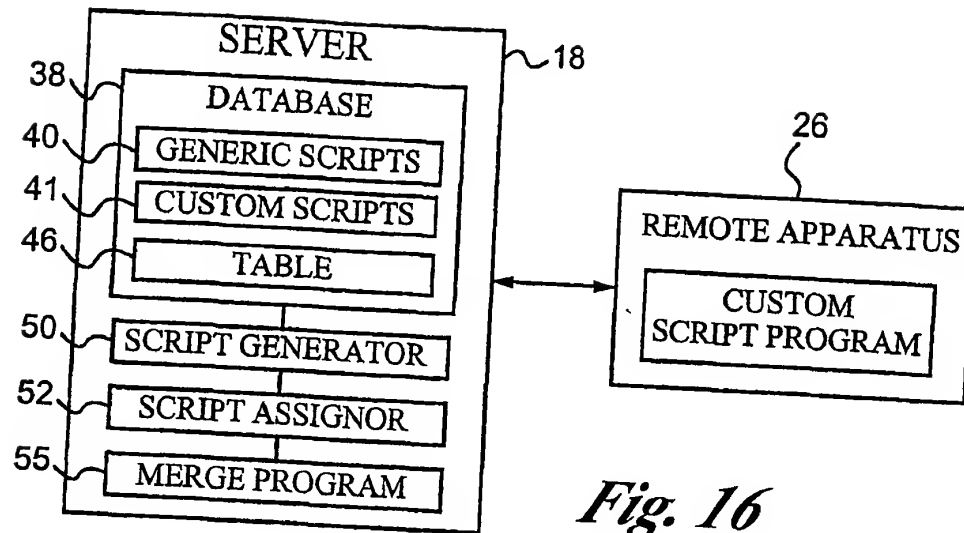 SERVER
18
38
DATABASE
40
GENERIC SCRIPTS
41
CUSTOM SCRIPTS
46
TABLE
50
SCRIPT GENERATOR
52
SCRIPT ASSIGNOR
55
MERGE PROGRAM
26
REMOTE APPARATUS
CUSTOM
SCRIPT PROGRAM
Fig. 16